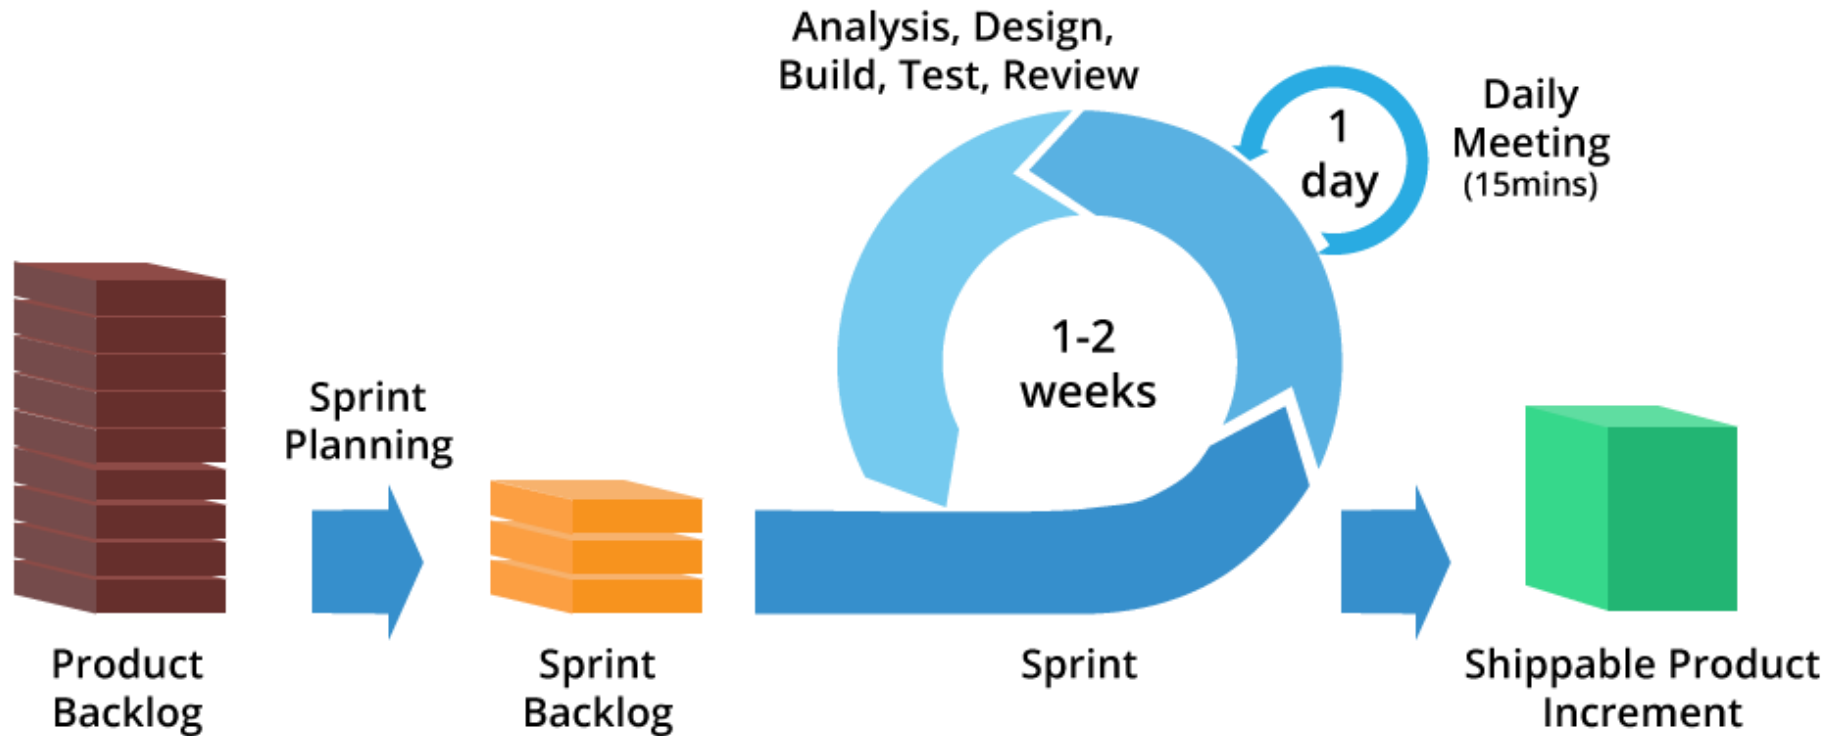 Analysis, Design,
Build, Test, Review
1
day
Daily
Meeting
(15mins)
1-2
weeks
Sprint
Planning
Product
Backlog
Sprint
Backlog
Sprint
Shippable Product
Increment